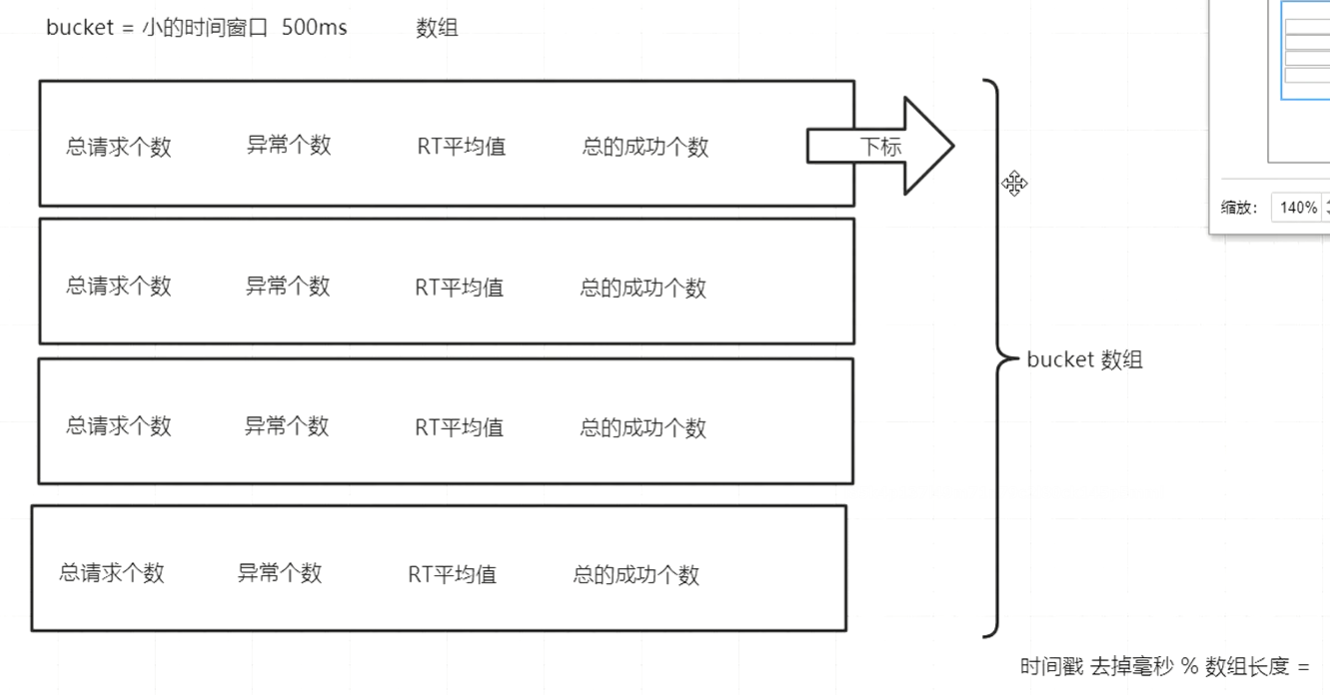 bucket = 小的时间窗口 500ms 数组
总请求个数 异常个数 RT平均值 总的成功个数 下标
缩放： 140%
总请求个数 异常个数 RT平均值 总的成功个数
bucket 数组
总请求个数 异常个数 RT平均值 总的成功个数
总请求个数 异常个数 RT平均值 总的成功个数
时间戳 去掉毫秒 % 数组长度 =